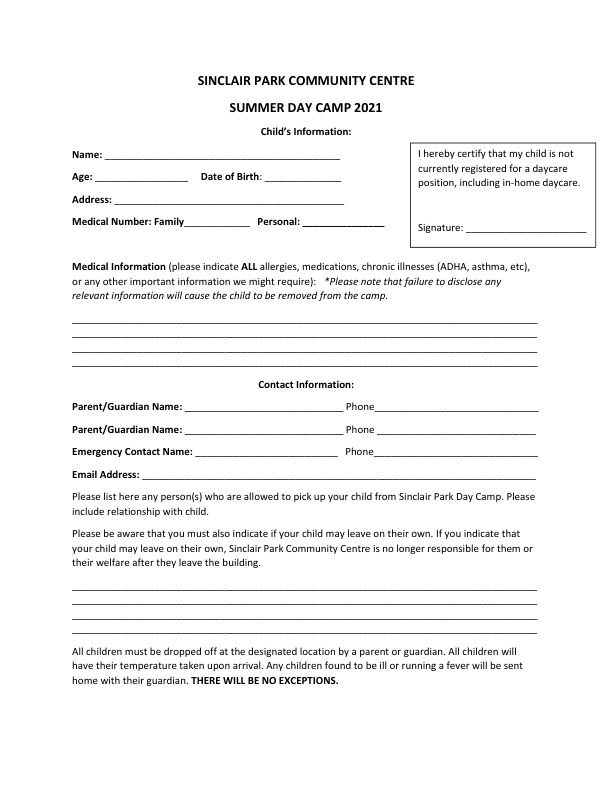 SINCLAIR PARK COMMUNITY CENTRE
SUMMER DAY CAMP 2021
Child's Information:
Name: ___________________________________________
Age: _________________ Date of Birth: ______________
Address: ___________________________________________
Medical Number: Family____________ Personal: _______________
I hereby certify that my child is not
currently registered for a daycare
position, including in-home daycare.
Signature: ______________________
Medical Information (please indicate ALL allergies, medications, chronic illnesses (ADHA, asthma, etc),
or any other important information we might require): *Please note that failure to disclose any
relevant information will cause the child to be removed from the camp.
_____________________________________________________________________________________
_____________________________________________________________________________________
_____________________________________________________________________________________
_____________________________________________________________________________________
Contact Information:
Parent/Guardian Name: _____________________________ Phone______________________________
Parent/Guardian Name: _____________________________ Phone _____________________________
Emergency Contact Name: __________________________ Phone______________________________
Email Address: ________________________________________________________________________
Please list here any person(s) who are allowed to pick up your child from Sinclair Park Day Camp. Please
include relationship with child.
Please be aware that you must also indicate if your child may leave on their own. If you indicate that
your child may leave on their own, Sinclair Park Community Centre is no longer responsible for them or
their welfare after they leave the building.
_____________________________________________________________________________________
_____________________________________________________________________________________
_____________________________________________________________________________________
_____________________________________________________________________________________
All children must be dropped off at the designated location by a parent or guardian. All children will
have their temperature taken upon arrival. Any children found to be ill or running a fever will be sent
home with their guardian. THERE WILL BE NO EXCEPTIONS.